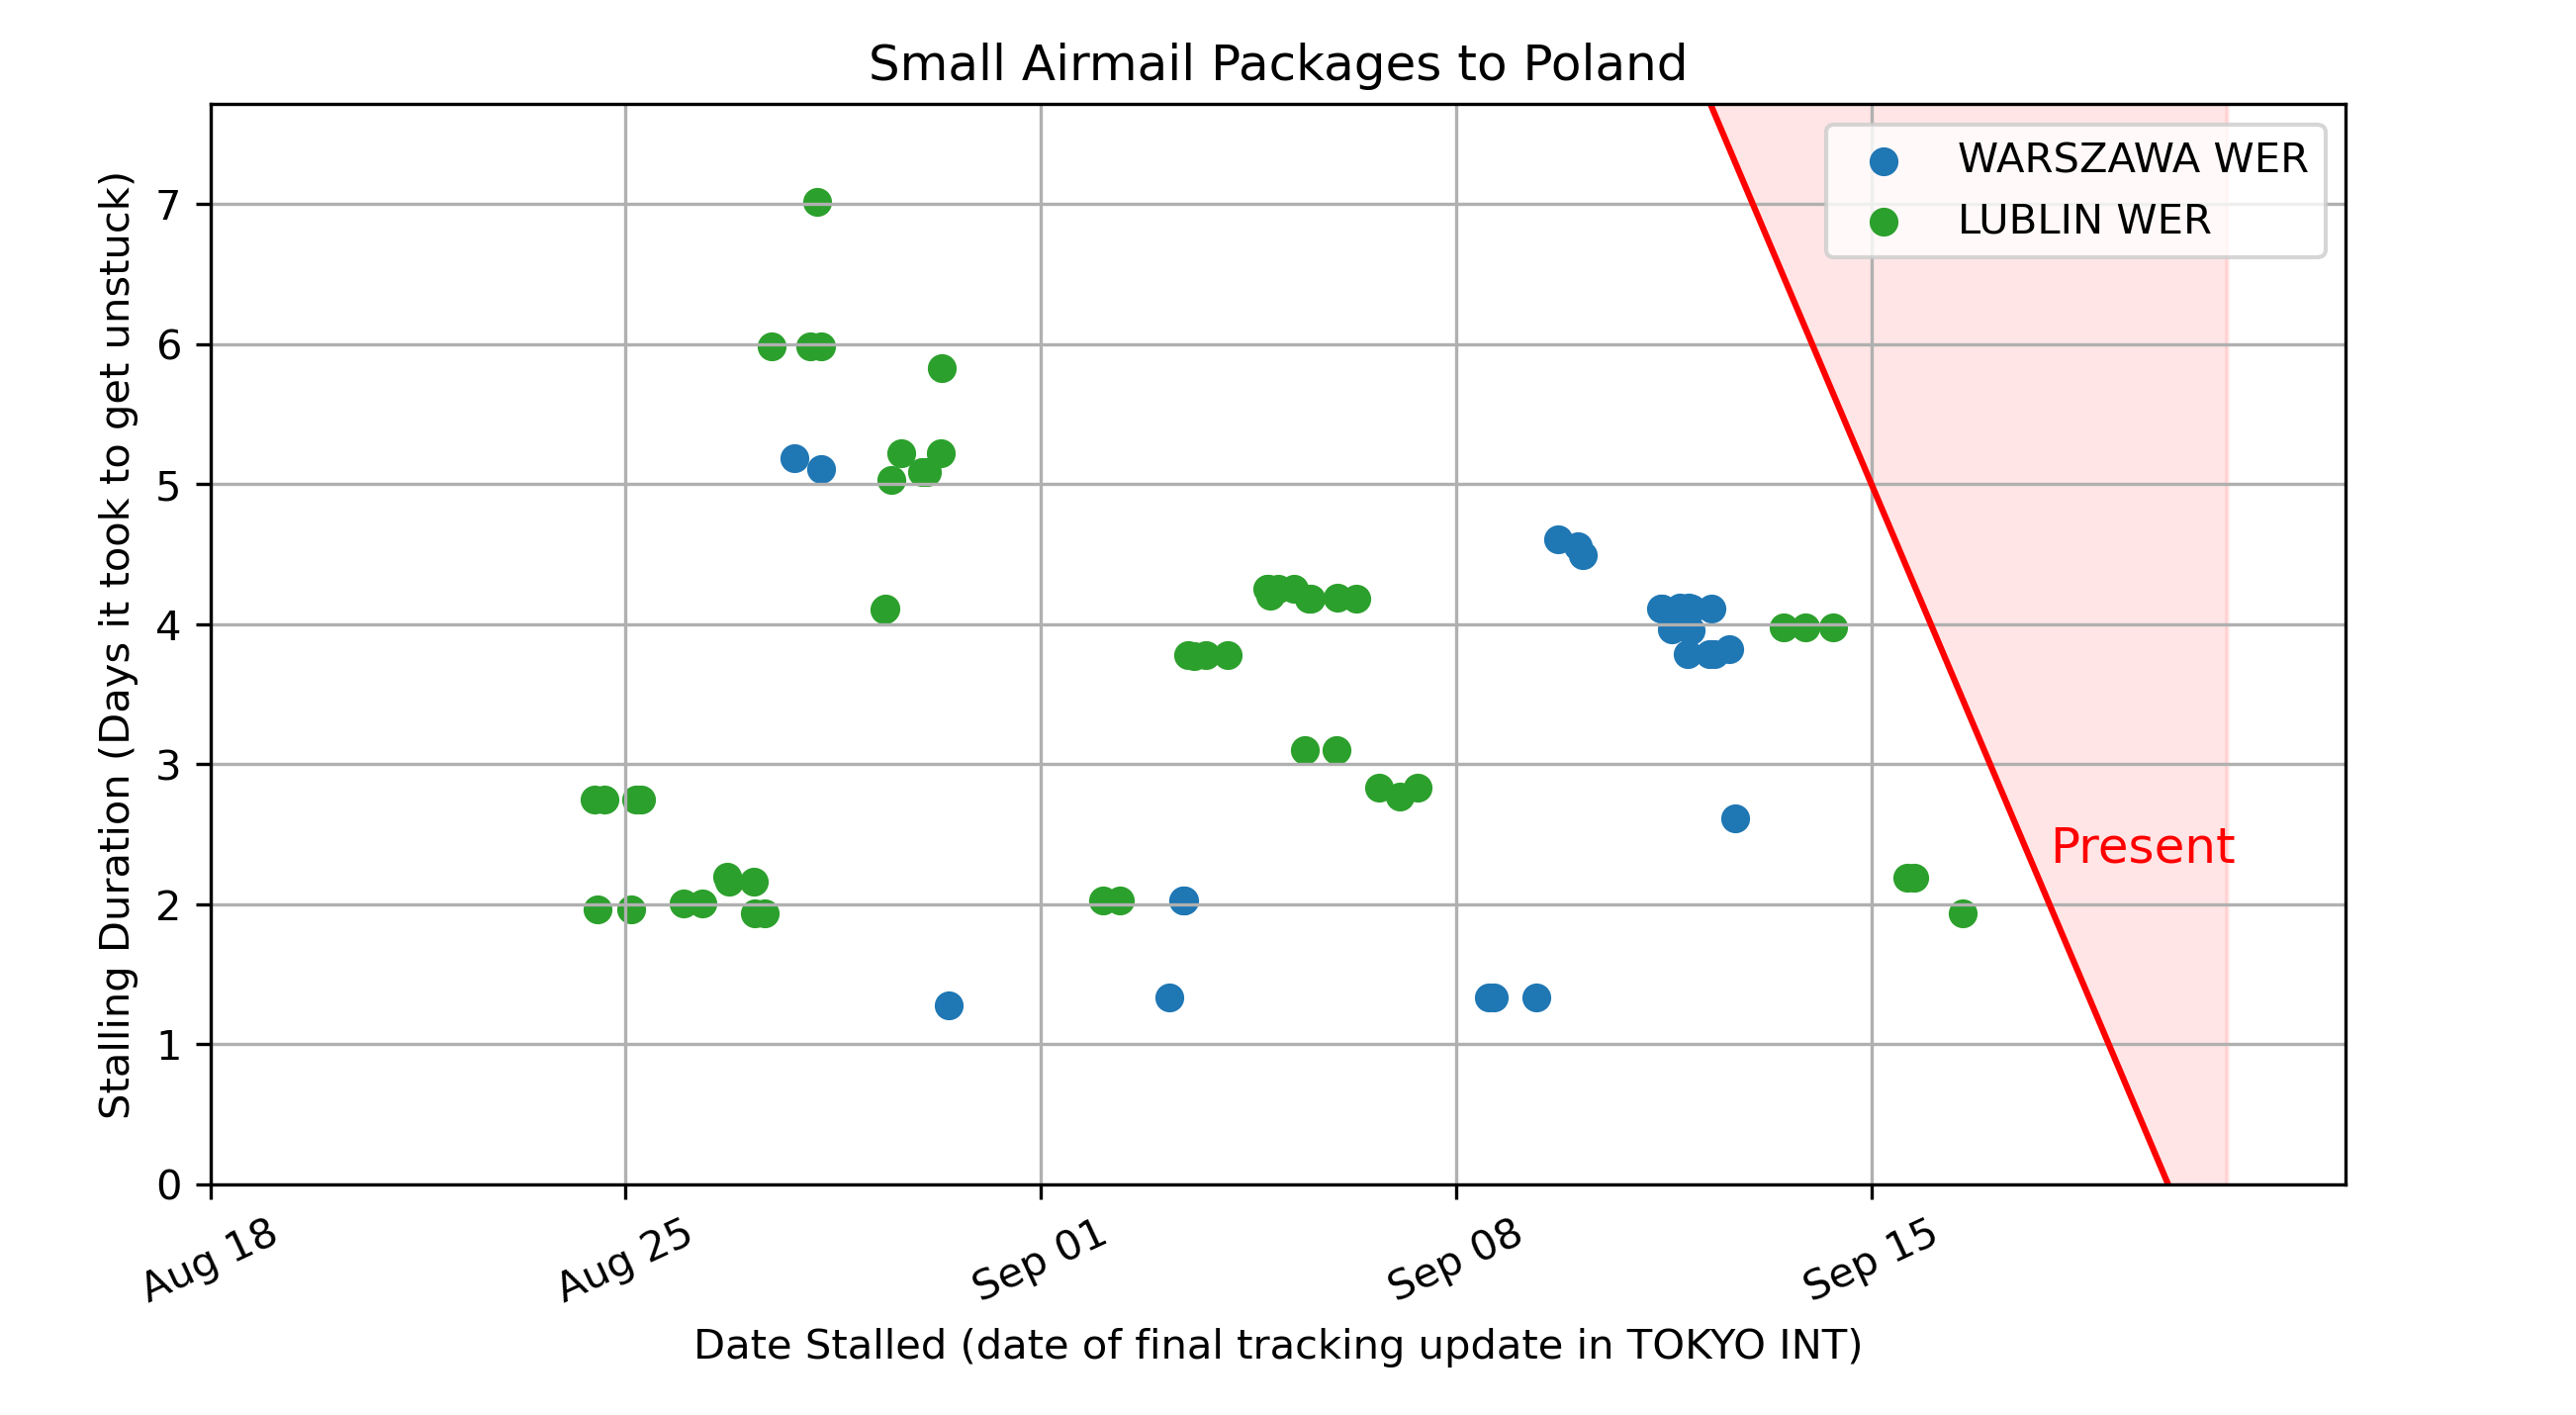 Small Airmail Packages to Poland
WARSZAWA WER
LUBLIN WER
Stalling Duration (Days it took to get unstuck)
7
6
5
4
3
2
1
0
Present
Aug 18
Aug 25
Sep 01
Sep 08
Sep 15
Date Stalled (date of final tracking update in TOKYO INT)